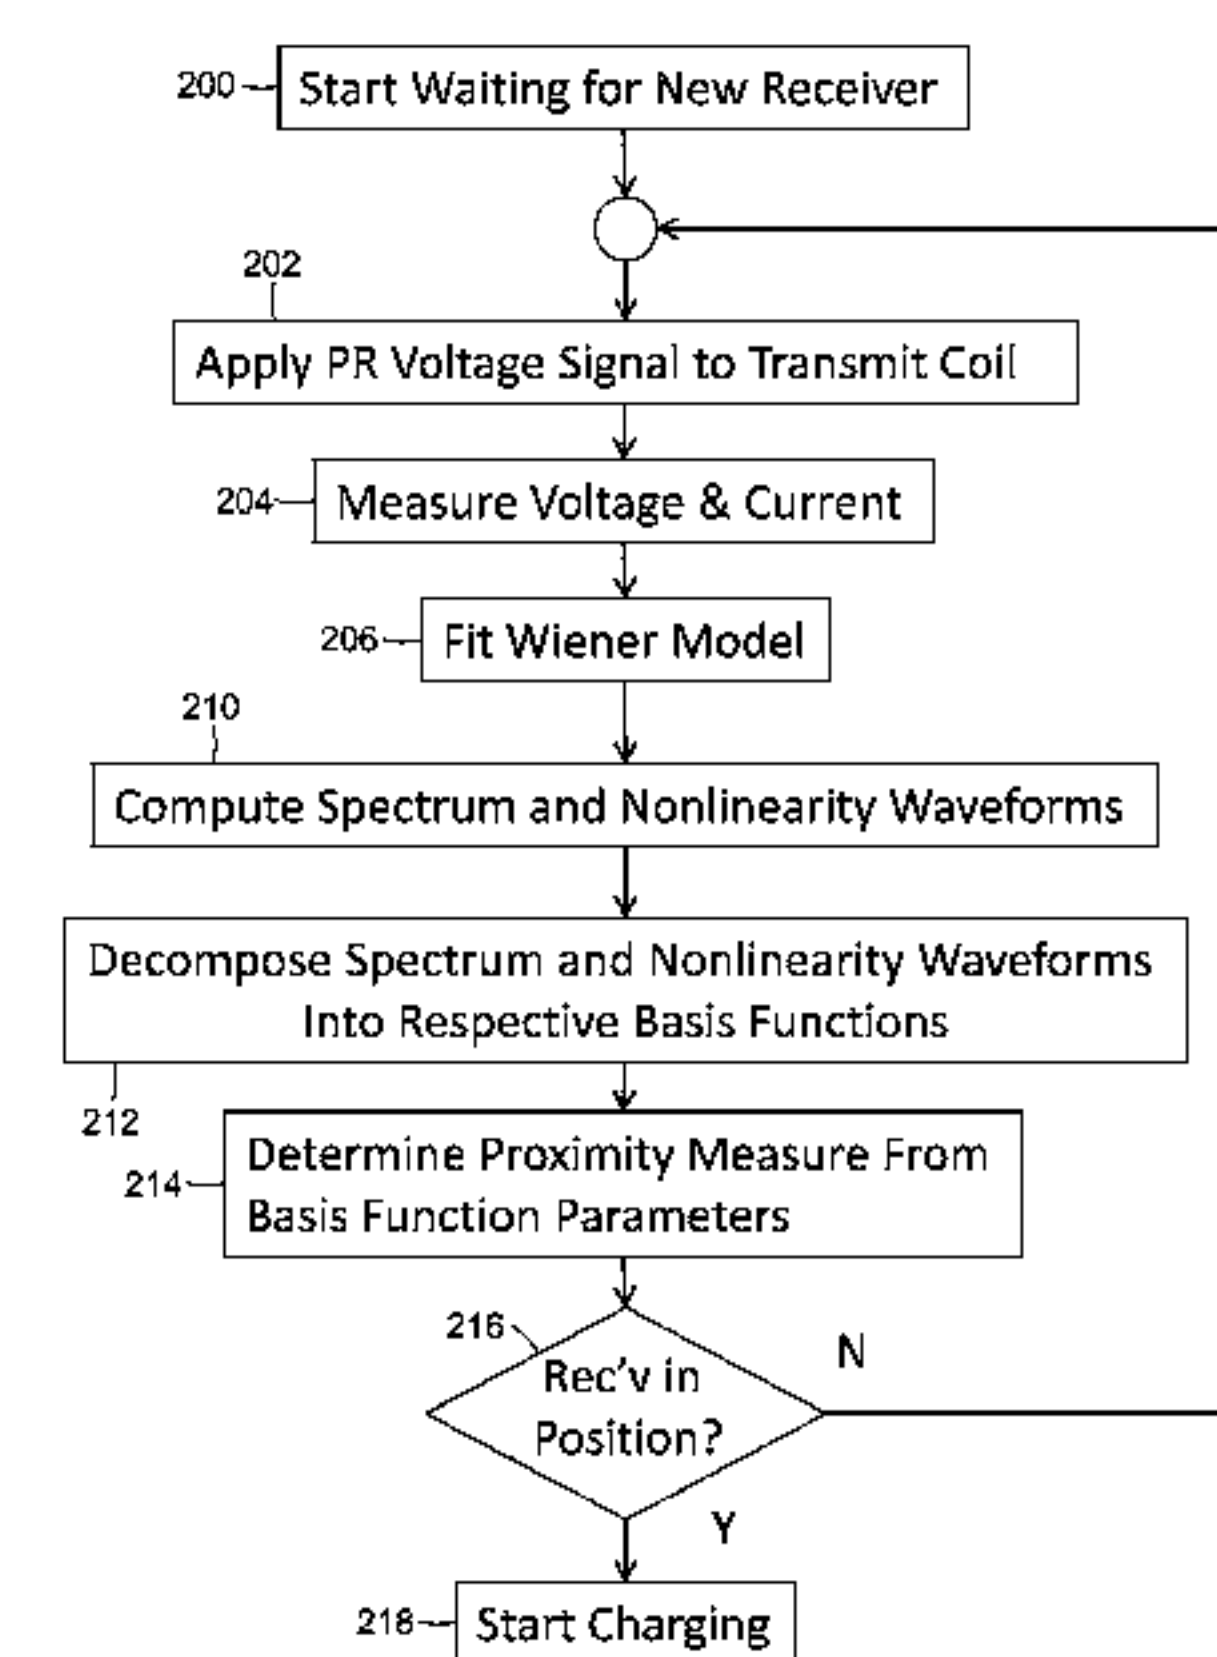 200 Start Waiting for New Receiver
202
Apply PR Voltage Signal to Transmit Coil
204 Measure Voltage & Current
206 Fit Wiener Model
210
Compute Spectrum and Nonlinearity Waveforms
Decompose Spectrum and Nonlinearity Waveforms
Into Respective Basis Functions
212
214 Determine Proximity Measure From
Basis Function Parameters
216
N
Rec'v in
Position?
Y
218 Start Charging